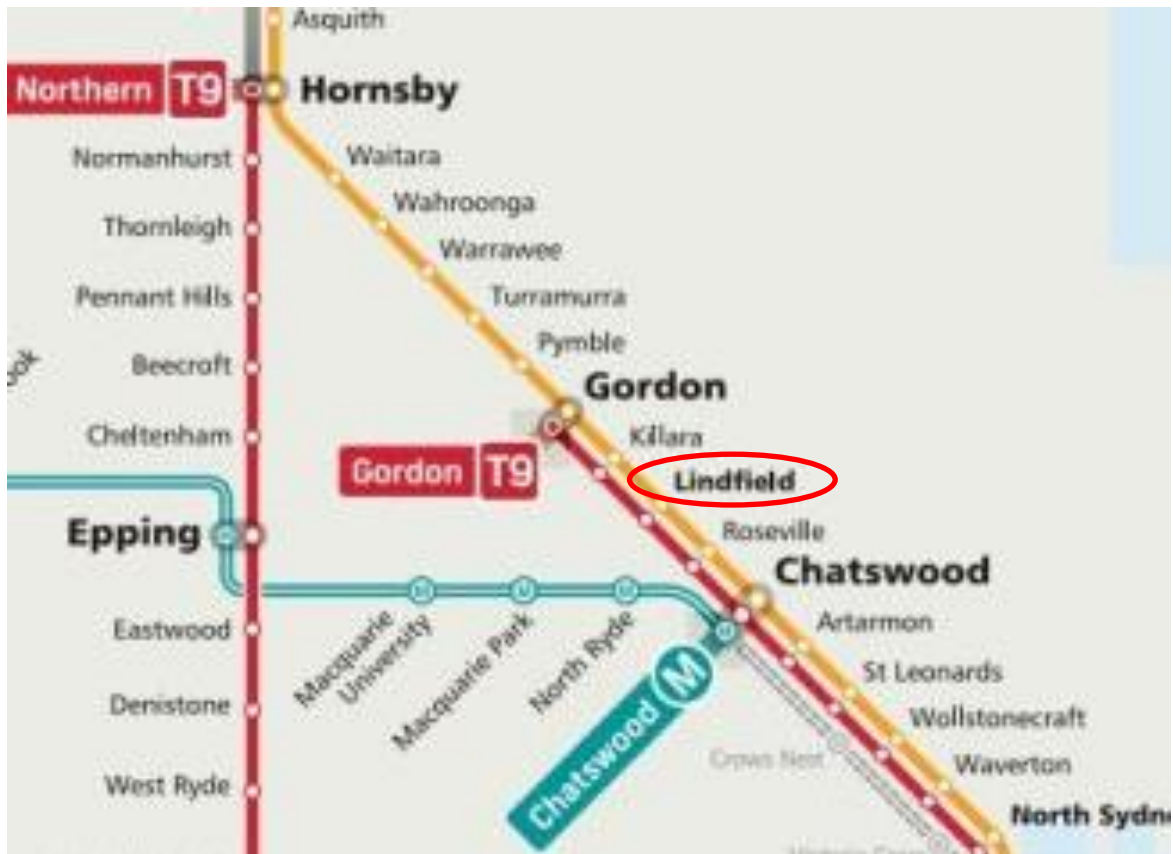 Asquith
Northern T9
Hornsby
Normanhurst
Waitara
Wahroonga
Thornleigh
Warrawee
Pennant Hills
Turramurra
Pymble
Beecroft
Gordon
Cheltenham
Killara
Gordon T9
Lindfield
Epping
Roseville
Chatswood
Eastwood
Macquarie
University
Macquarie Park
North Ryde
Artarmon
Chatswood M
St Leonards
Denistone
Wollstonecraft
Crows Nest
Waverton
West Ryde
North Sydne